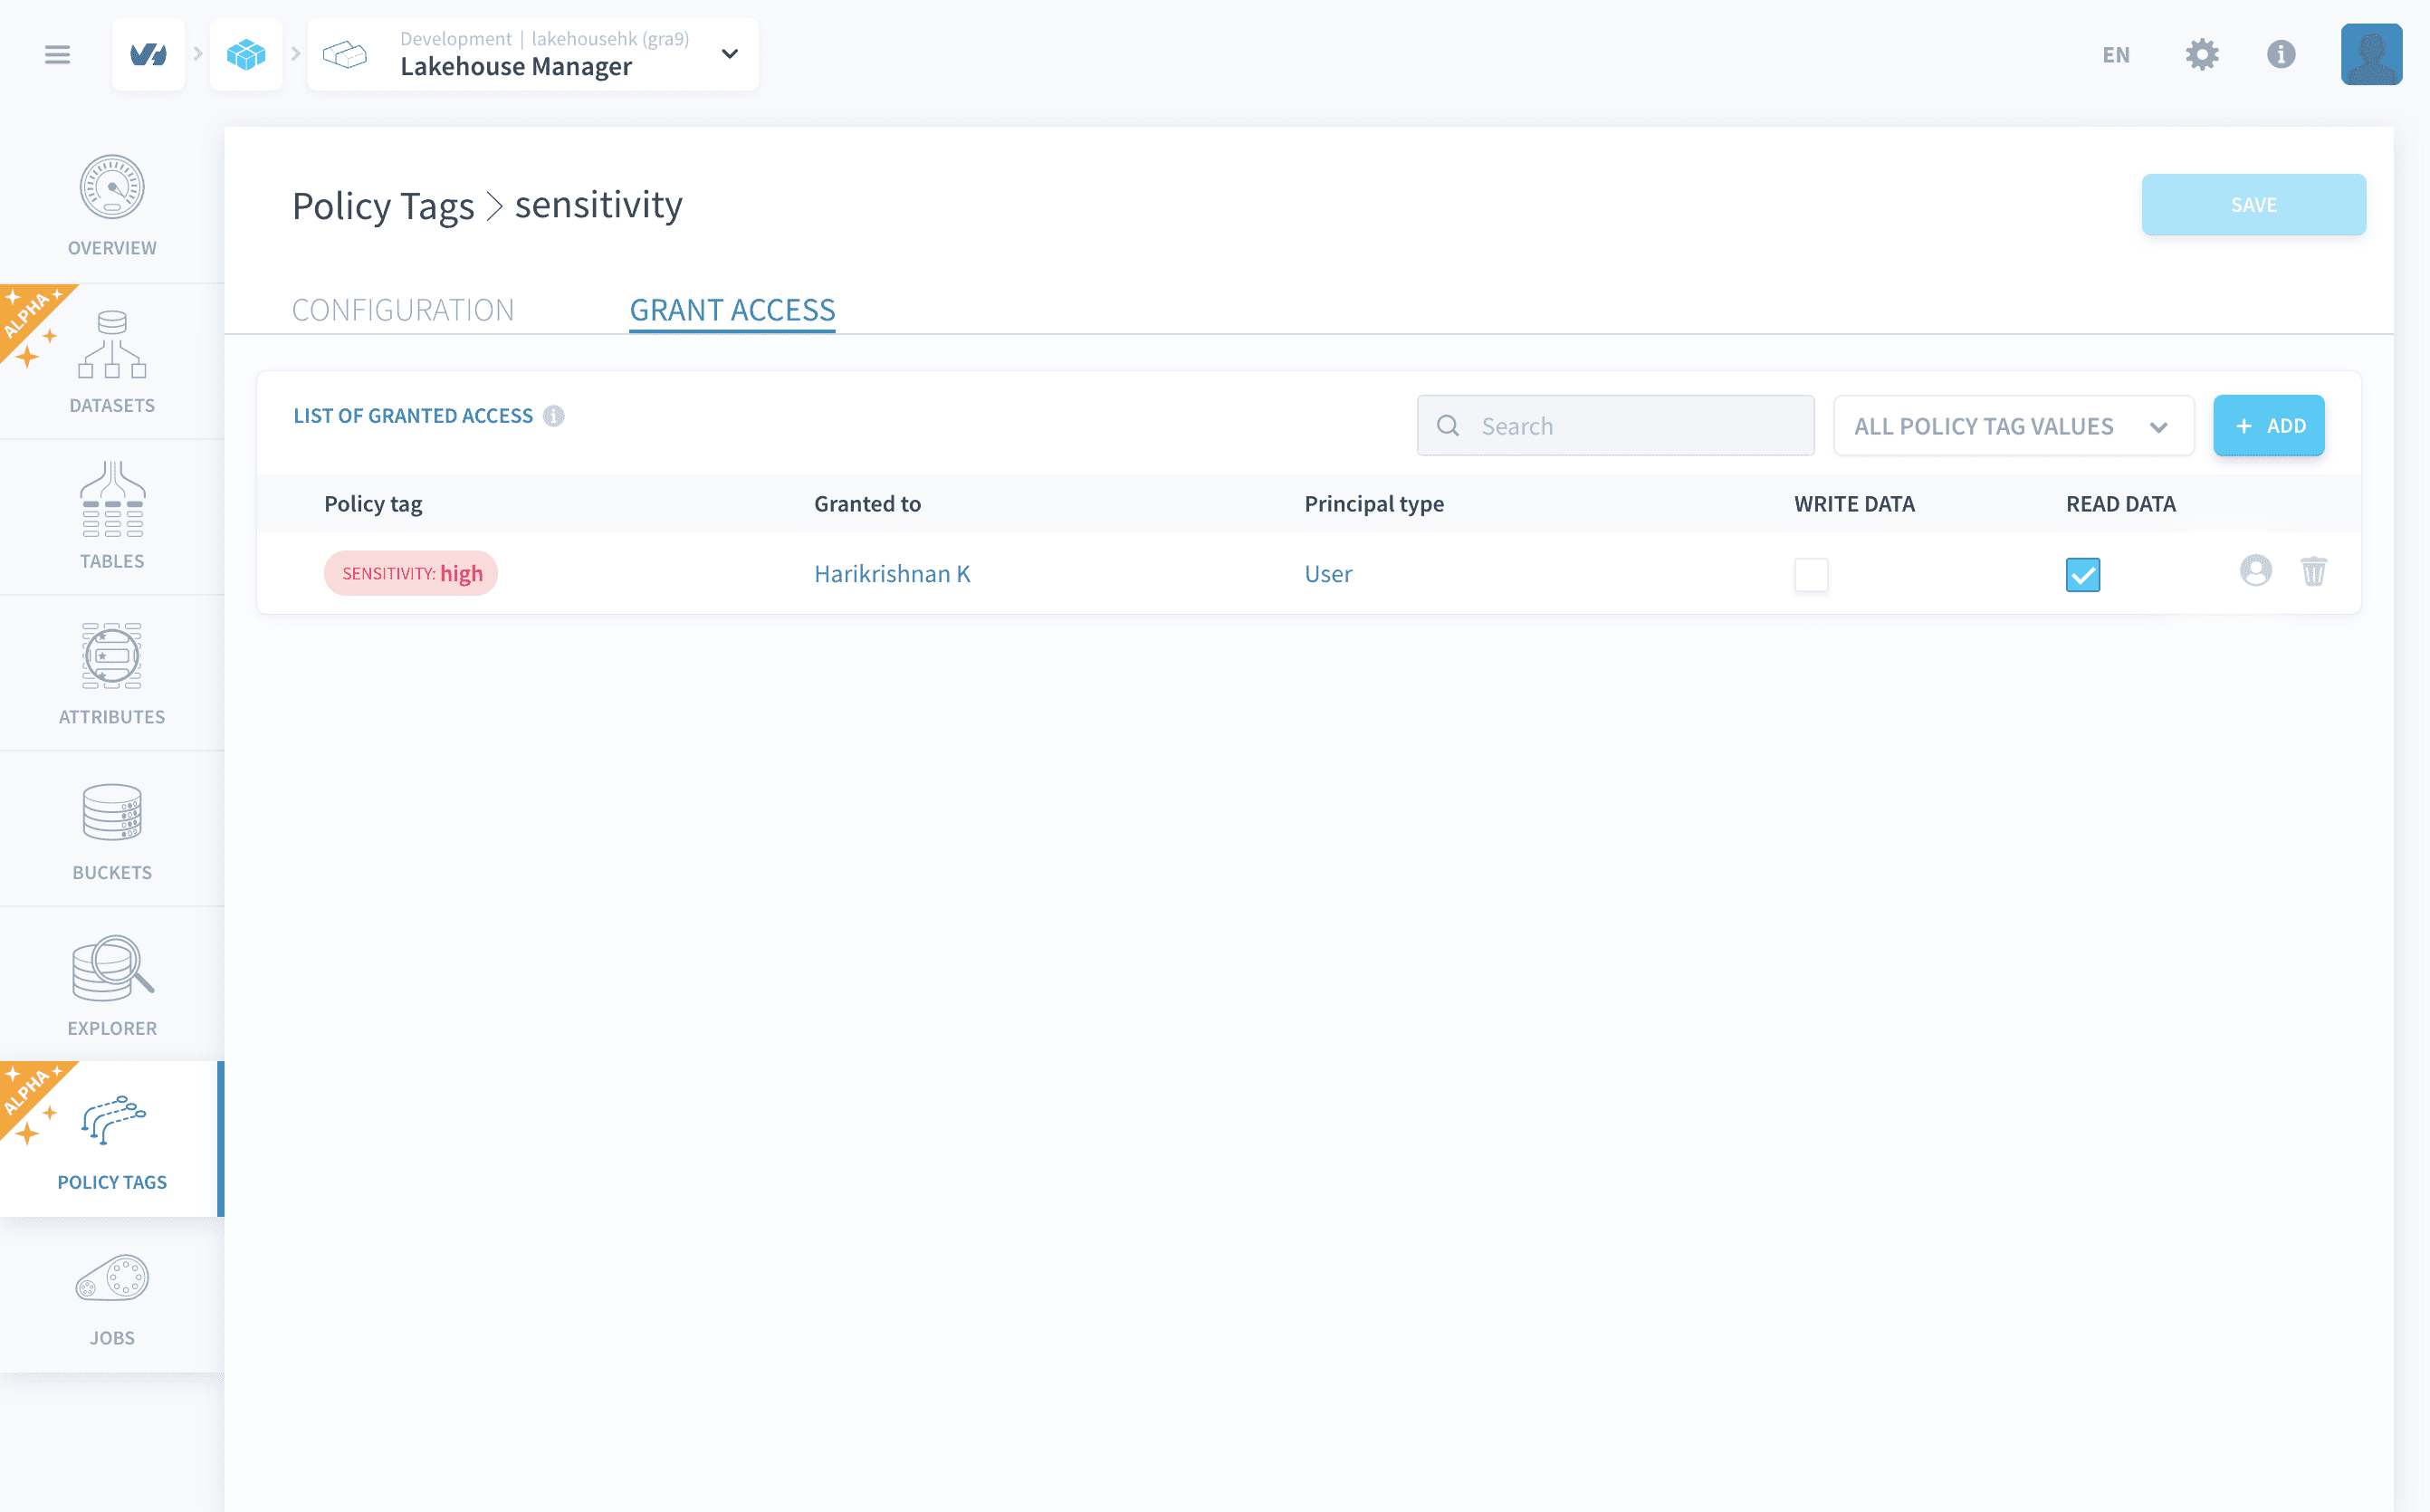 Development | lakehousehk (gra9)
Lakehouse Manager
EN
OVERVIEW
ALPHA
DATASETS
TABLES
ATTRIBUTES
BUCKETS
EXPLORER
ALPHA
POLICY TAGS
JOBS
Policy Tags > sensitivity
SAVE
CONFIGURATION
GRANT ACCESS
LIST OF GRANTED ACCESS
Search
ALL POLICY TAG VALUES
+ ADD
Policy tag Granted to Principal type WRITE DATA READ DATA
SENSITIVITY: high Harikrishnan K User